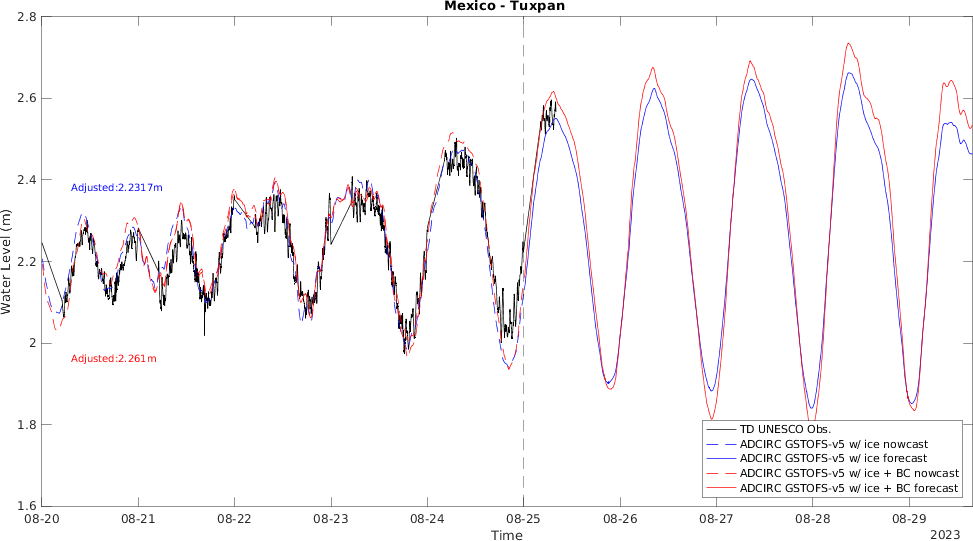 Mexico - Tuxpan
2.8
2.6
2.4
2.2
2
1.8
1.6
Water Level (m)
Adjusted:2.2317m
Adjusted:2.261m
TD UNESCO Obs.
ADCIRC GSTOFS-v5 w/ ice nowcast
ADCIRC GSTOFS-v5 w/ ice forecast
ADCIRC GSTOFS-v5 w/ ice + BC nowcast
ADCIRC GSTOFS-v5 w/ ice + BC forecast
08-20 08-21 08-22 08-23 08-24 08-25 08-26 08-27 08-28 08-29
Time
2023